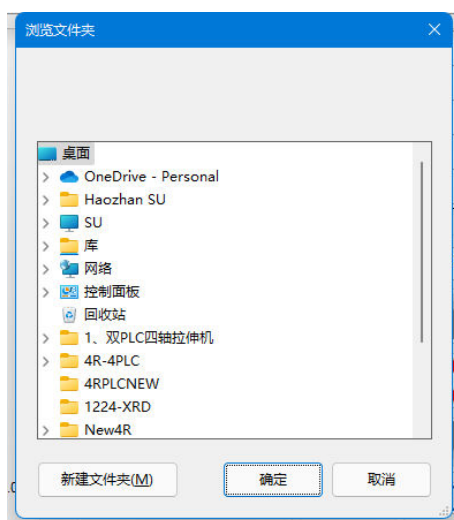 浏览文件夹
桌面
OneDrive - Personal
Haozhan SU
SU
库
网络
控制面板
回收站
1、双PLC四轴拉伸机
4R-4PLC
4RPLCNEW
1224-XRD
New4R
新建文件夹(M) 确定 取消